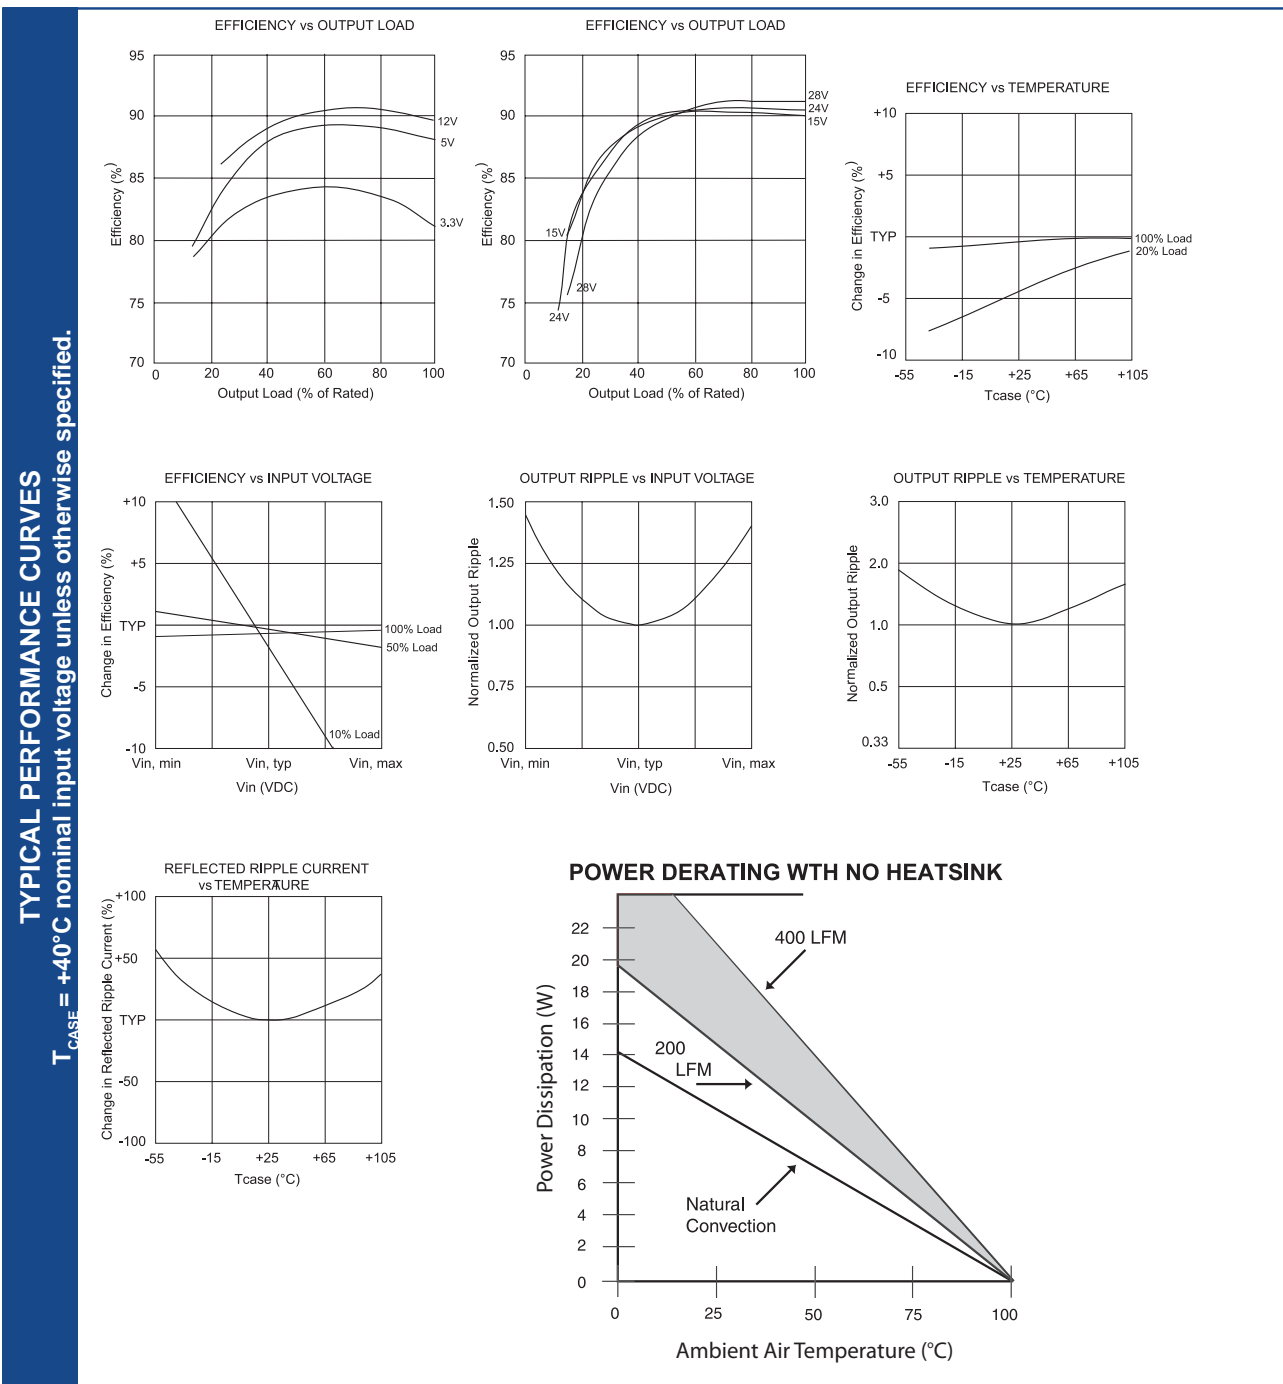 TYPICAL PERFORMANCE CURVES
TCASE = +40°C nominal input voltage unless otherwise specified.
EFFICIENCY vs OUTPUT LOAD
95
90
85
80
75
70
Efficiency (%)
12V
5V
3.3V
0 20 40 60 80 100
Output Load (% of Rated)
EFFICIENCY vs OUTPUT LOAD
95
90
85
80
75
70
Efficiency (%)
28V
24V
15V
15V
28V
24V
0 20 40 60 80 100
Output Load (% of Rated)
EFFICIENCY vs TEMPERATURE
+10
+5
TYP
-5
-10
Change in Efficiency (%)
100% Load
20% Load
-55 -15 +25 +65 +105
Tcase (°C)
EFFICIENCY vs INPUT VOLTAGE
+10
+5
TYP
-5
-10
Change in Efficiency (%)
100% Load
50% Load
10% Load
Vin, min Vin, typ Vin, max
Vin (VDC)
OUTPUT RIPPLE vs INPUT VOLTAGE
1.50
1.25
1.00
0.75
0.50
Normalized Output Ripple
Vin, min Vin, typ Vin, max
Vin (VDC)
OUTPUT RIPPLE vs TEMPERATURE
3.0
2.0
1.0
0.5
0.33
Normalized Output Ripple
-55 -15 +25 +65 +105
Tcase (°C)
REFLECTED RIPPLE CURRENT
vs TEMPERATURE
+100
+50
TYP
-50
-100
Change in Reflected Ripple Current (%)
-55 -15 +25 +65 +105
Tcase (°C)
POWER DERATING WTH NO HEATSINK
22
20
18
16
14
12
10
8
6
4
2
0
Power Dissipation (W)
400 LFM
200
LFM
Natural
Convection
0 25 50 75 100
Ambient Air Temperature (°C)